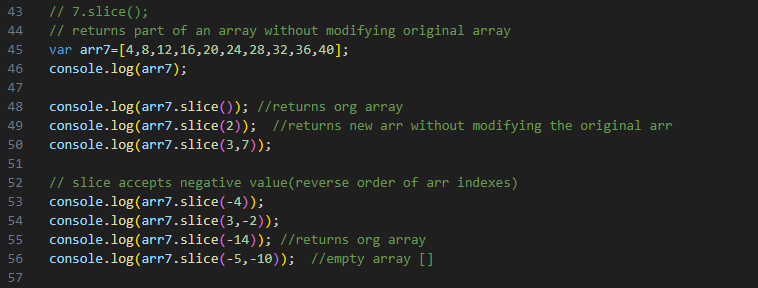 43 // 7.slice();
44 // returns part of an array without modifying original array
45 var arr7=[4,8,12,16,20,24,28,32,36,40];
46 console.log(arr7);
47
48 console.log(arr7.slice()); //returns org array
49 console.log(arr7.slice(2));  //returns new arr without modifying the original arr
50 console.log(arr7.slice(3,7));
51
52 // slice accepts negative value(reverse order of arr indexes)
53 console.log(arr7.slice(-4));
54 console.log(arr7.slice(3,-2));
55 console.log(arr7.slice(-14)); //returns org array
56 console.log(arr7.slice(-5,-10));  //empty array []
57